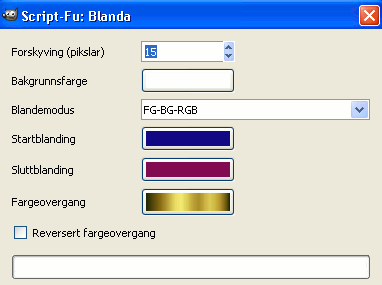 Script-Fu: Blanda
Forskyving (pikslar) 15
Bakgrunnsfarge
Blandemodus FG-BG-RGB
Startblanding
Sluttblanding
Fargeovergang
Reversert fargeovergang